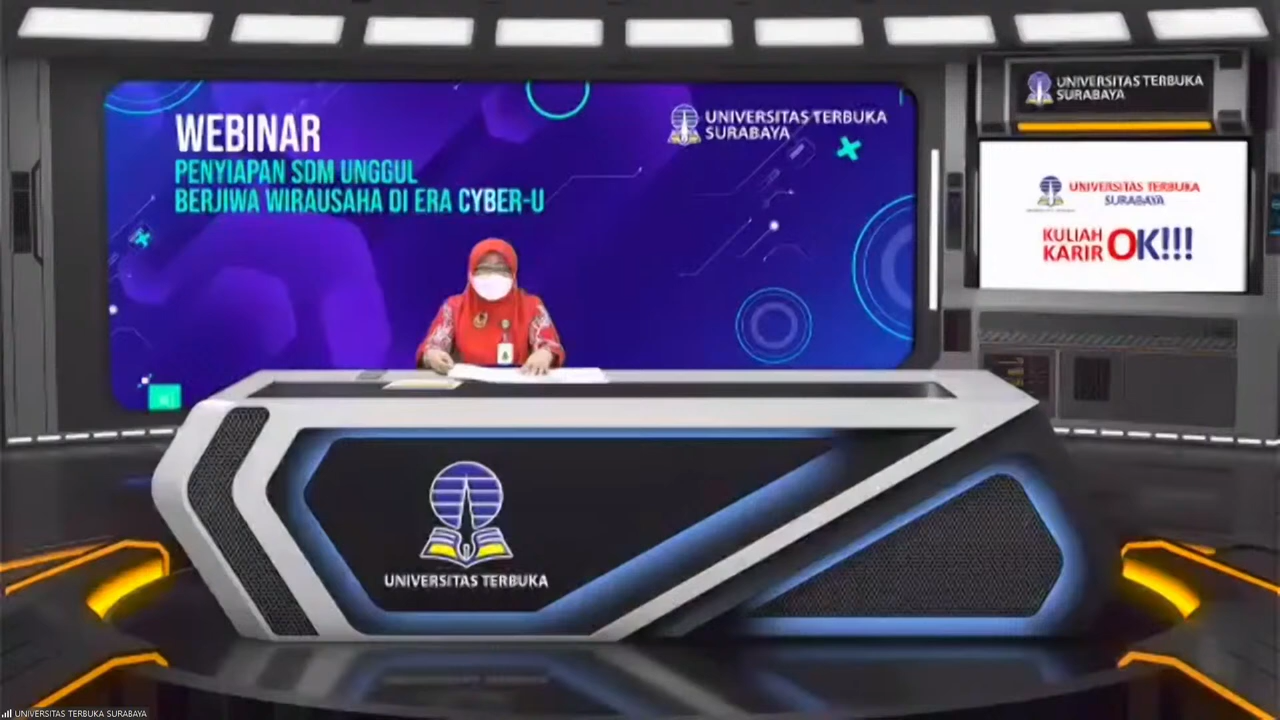 WEBINAR
PENYIAPAN SDM UNGGUL
BERJIWA WIRAUSAHA DI ERA CYBER-U
UNIVERSITAS TERBUKA
SURABAYA
UNIVERSITAS TERBUKA
SURABAYA
UNIVERSITAS TERBUKA
SURABAYA
KULIAH
KARIR OK!!!
UNIVERSITAS TERBUKA
UNIVERSITAS TERBUKA SURABAYA